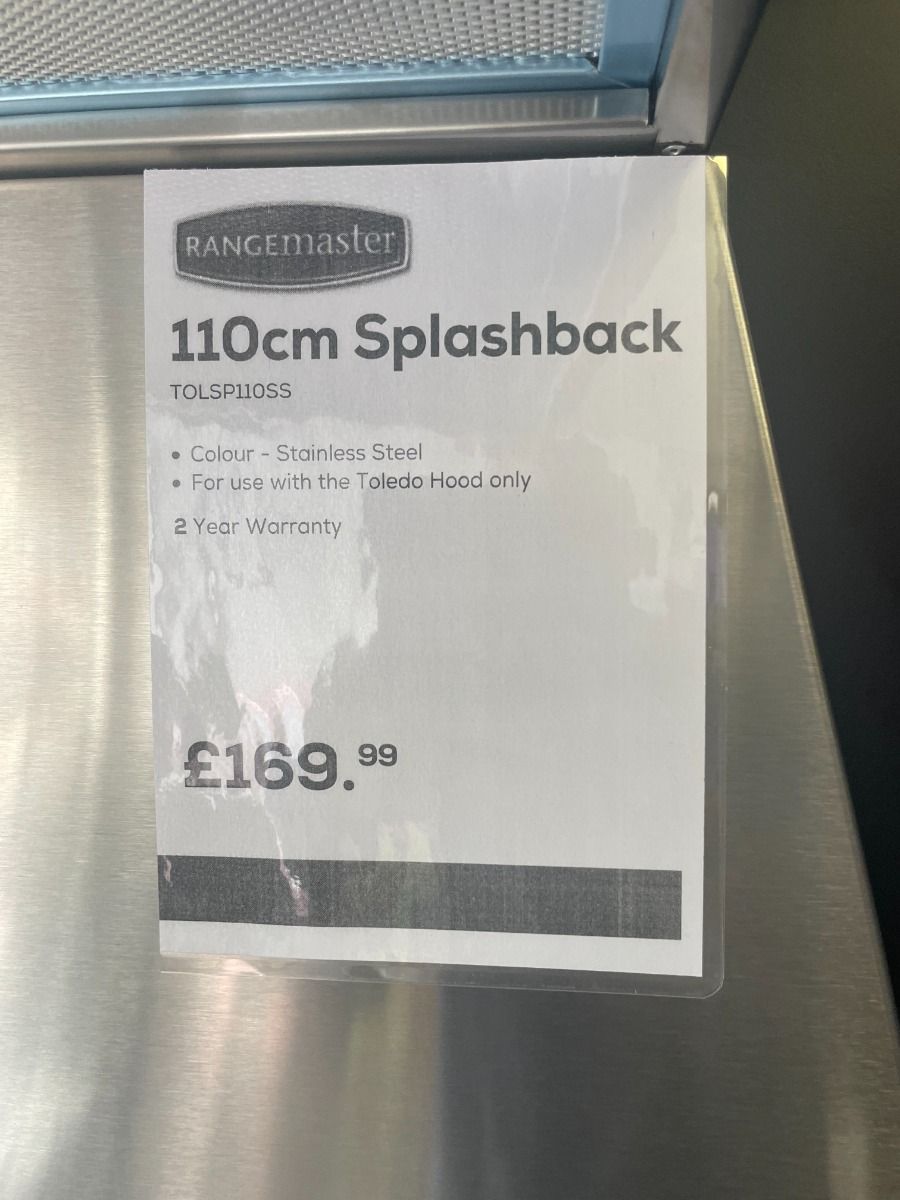 RANGEmaster
110cm Splashback
TOLSP110SS
• Colour - Stainless Steel
• For use with the Toledo Hood only
2 Year Warranty
£169.99